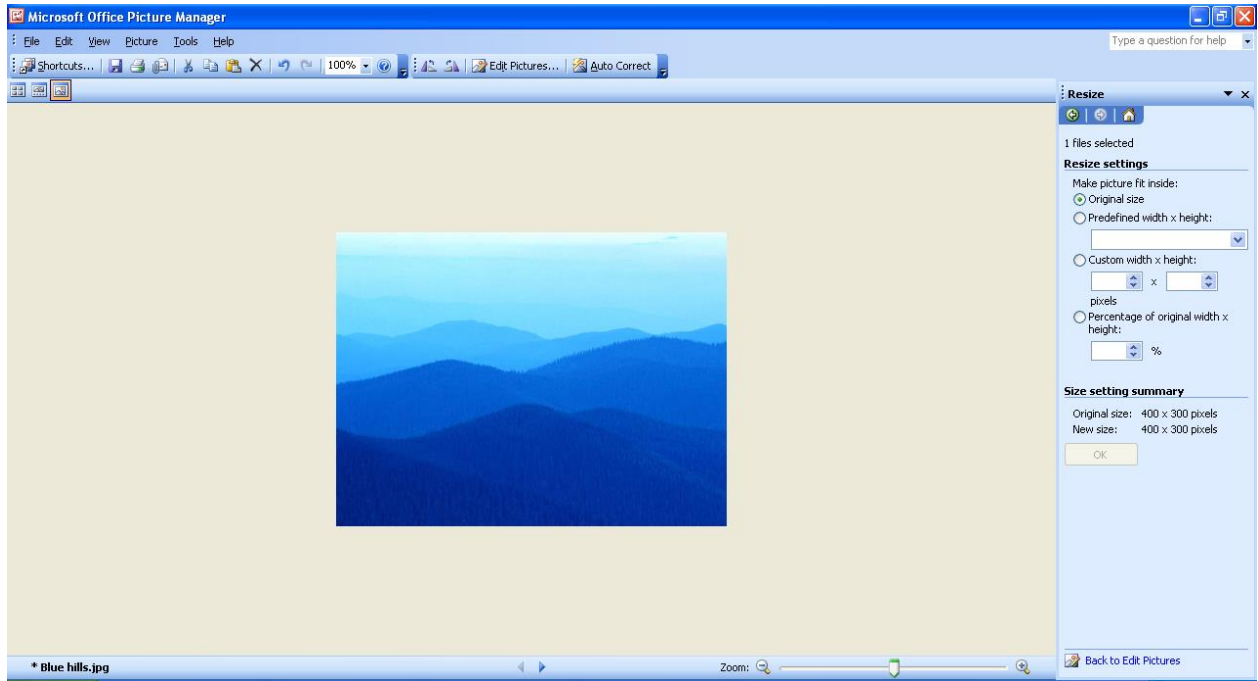 Microsoft Office Picture Manager
File Edit View Picture Tools Help
Type a question for help
Shortcuts... 100% Edit Pictures... Auto Correct
Resize
1 files selected
Resize settings
Make picture fit inside:
Original size
Predefined width x height:
Custom width x height:
x
pixels
Percentage of original width x
height:
%
Size setting summary
Original size: 400 x 300 pixels
New size: 400 x 300 pixels
OK
Back to Edit Pictures
* Blue hills.jpg Zoom: